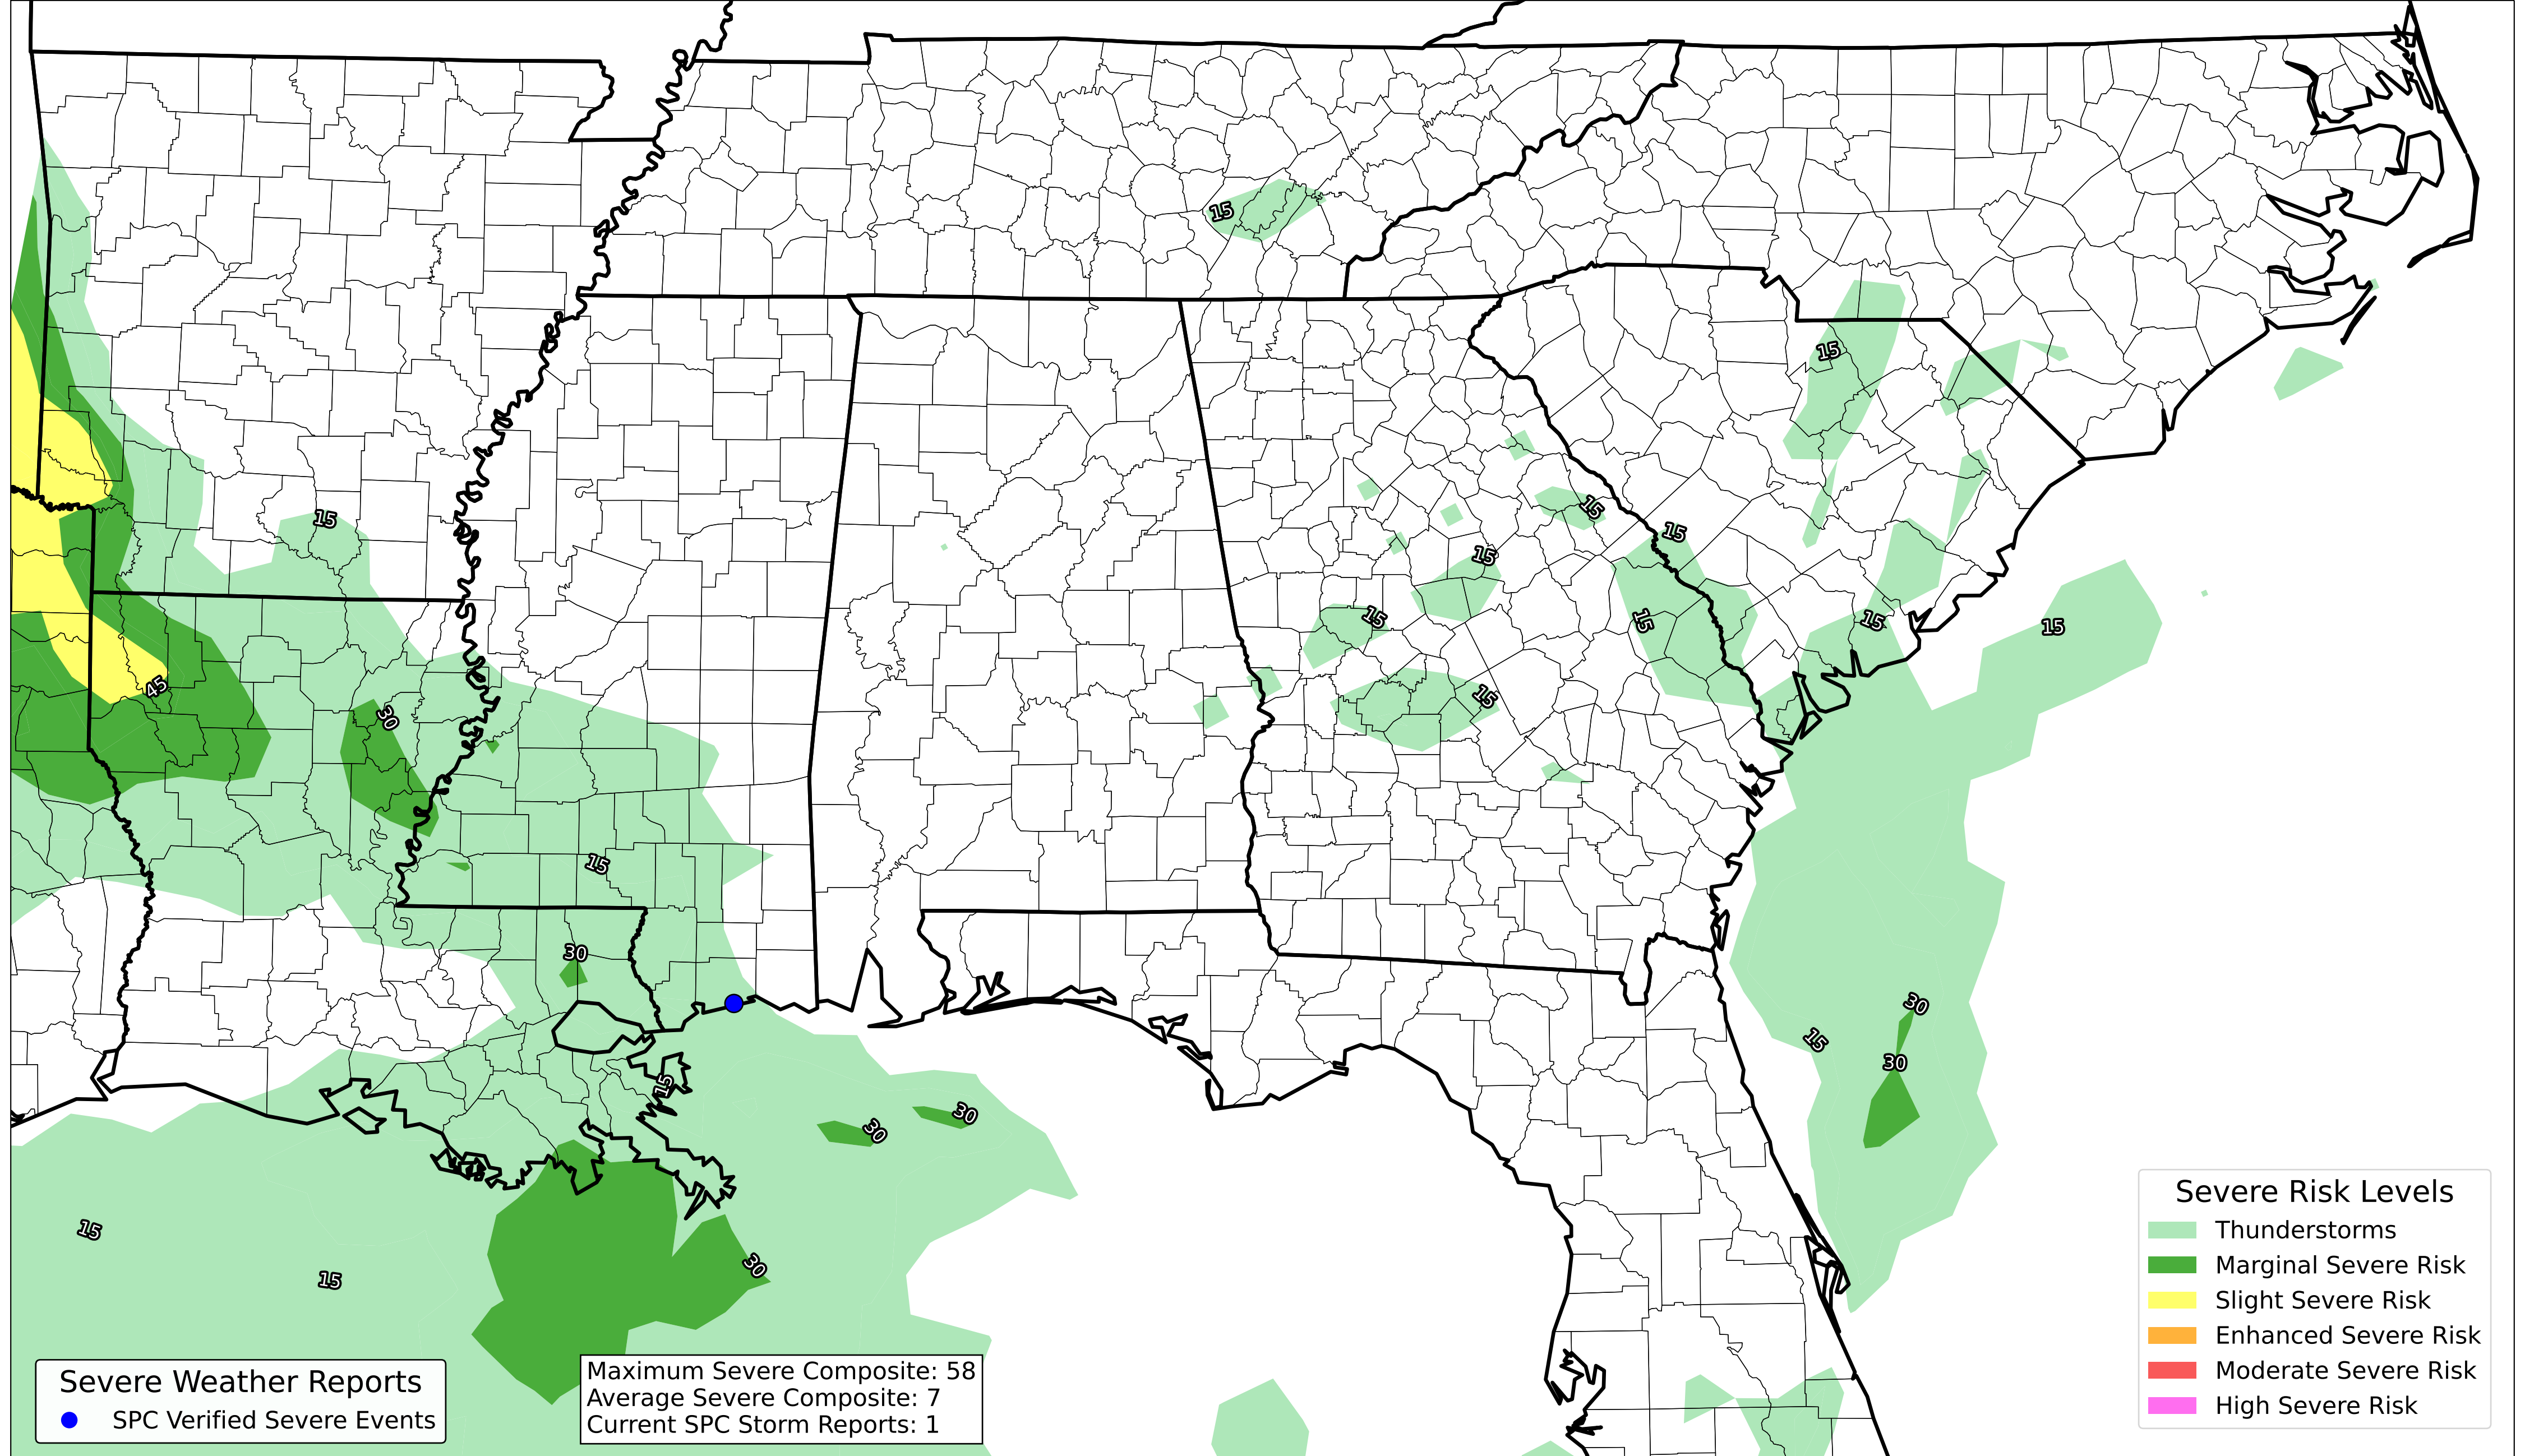 15
15
15
15
15
15
15
15
15
15
15
45
15
30
15
30
30
15
30
15
30
30
15
30
15
Severe Risk Levels
Thunderstorms
Marginal Severe Risk
Slight Severe Risk
Enhanced Severe Risk
Moderate Severe Risk
High Severe Risk
Severe Weather Reports
SPC Verified Severe Events
Maximum Severe Composite: 58
Average Severe Composite: 7
Current SPC Storm Reports: 1